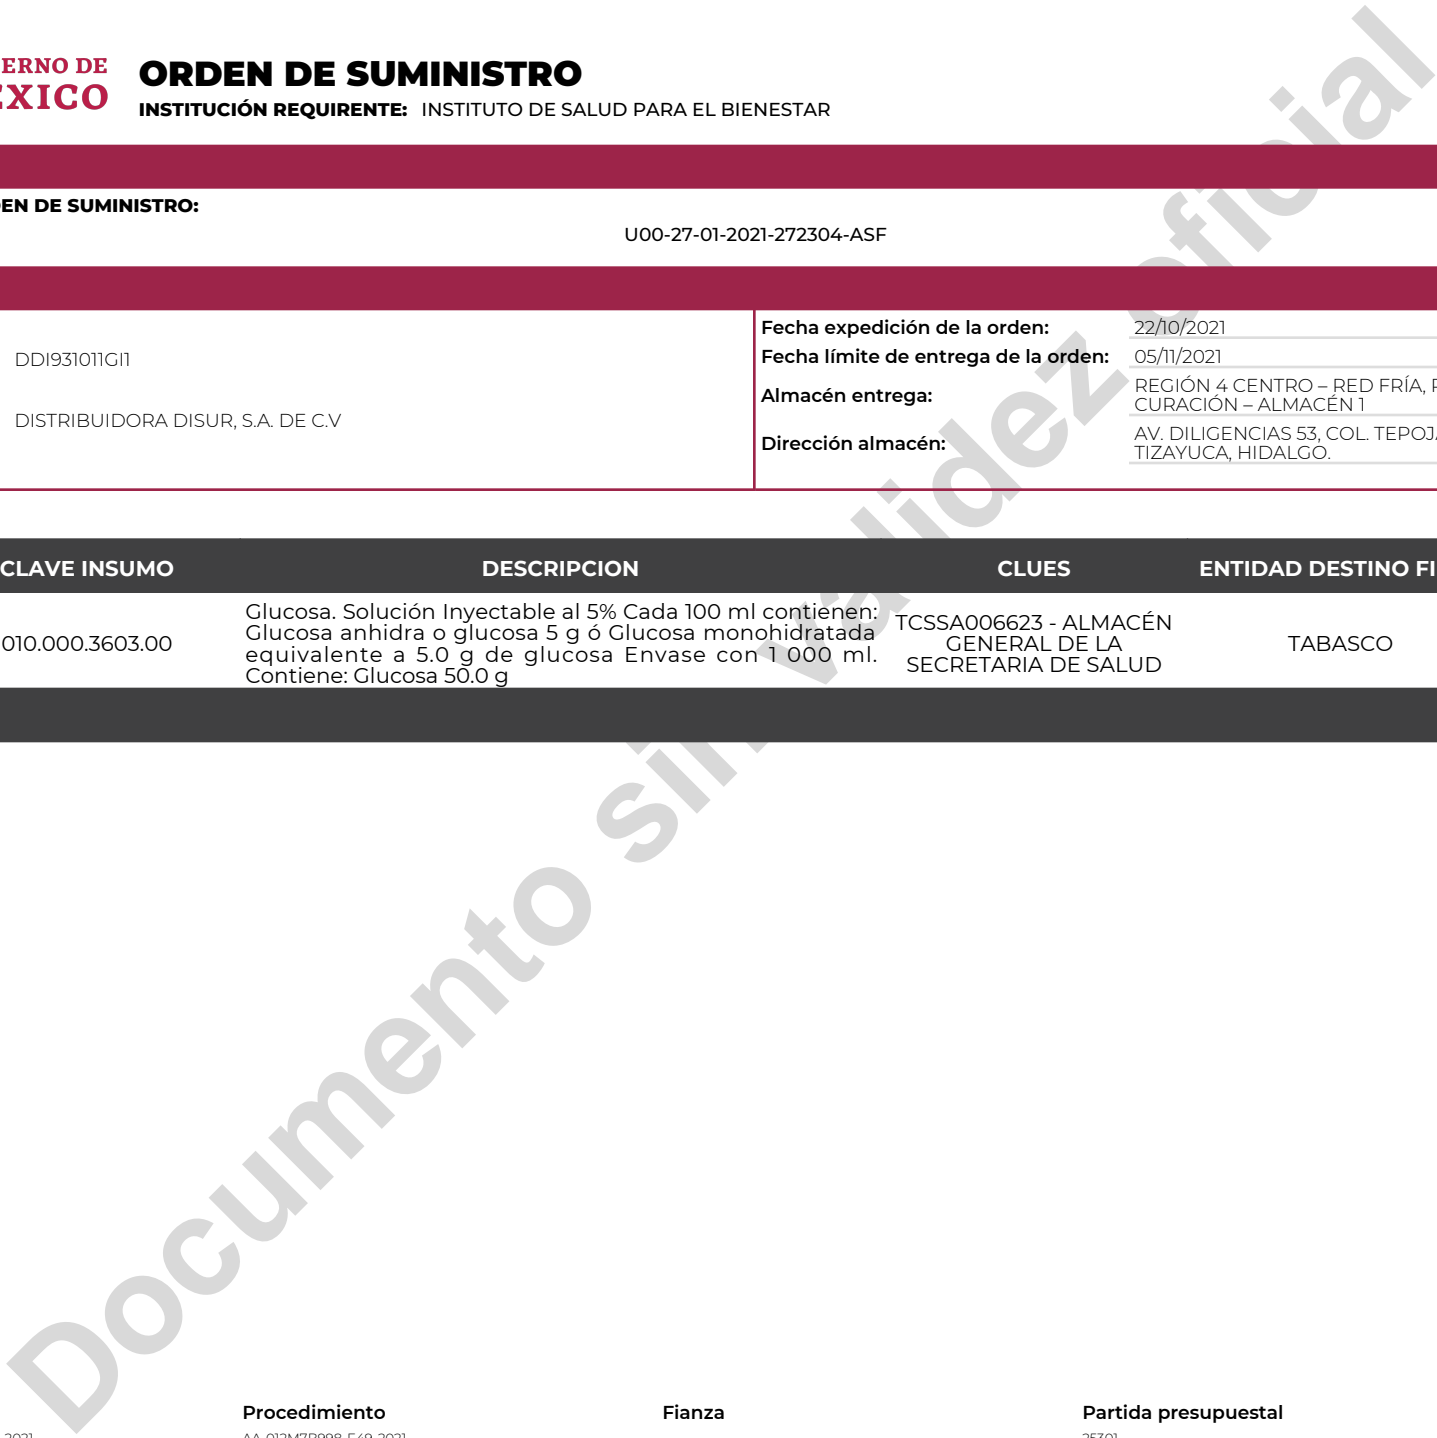 ERNO DE
ORDEN DE SUMINISTRO
INSTITUCIÓN REQUIRENTE: INSTITUTO DE SALUD PARA EL BIENESTAR
EN DE SUMINISTRO:
U00-27-01-2021-272304-ASF
DDI931011GI1
DISTRIBUIDORA DISUR, S.A. DE C.V
Fecha expedición de la orden: 22/10/2021
Fecha límite de entrega de la orden: 05/11/2021
Almacén entrega: REGIÓN 4 CENTRO – RED FRÍA,
CURACIÓN – ALMACÉN 1
Dirección almacén: AV. DILIGENCIAS 53, COL. TEPOJ
TIZAYUCA, HIDALGO.
CLAVE INSUMO DESCRIPCION CLUES ENTIDAD DESTINO FI
010.000.3603.00
Glucosa. Solución Inyectable al 5% Cada 100 ml contienen:
Glucosa anhidra o glucosa 5 g ó Glucosa monohidratada
equivalente a 5.0 g de glucosa Envase con 1 000 ml.
Contiene: Glucosa 50.0 g
TCSSA006623 - ALMACÉN
GENERAL DE LA
SECRETARIA DE SALUD
TABASCO
Documento sin validez oficial
Procedimiento Fianza Partida presupuestal